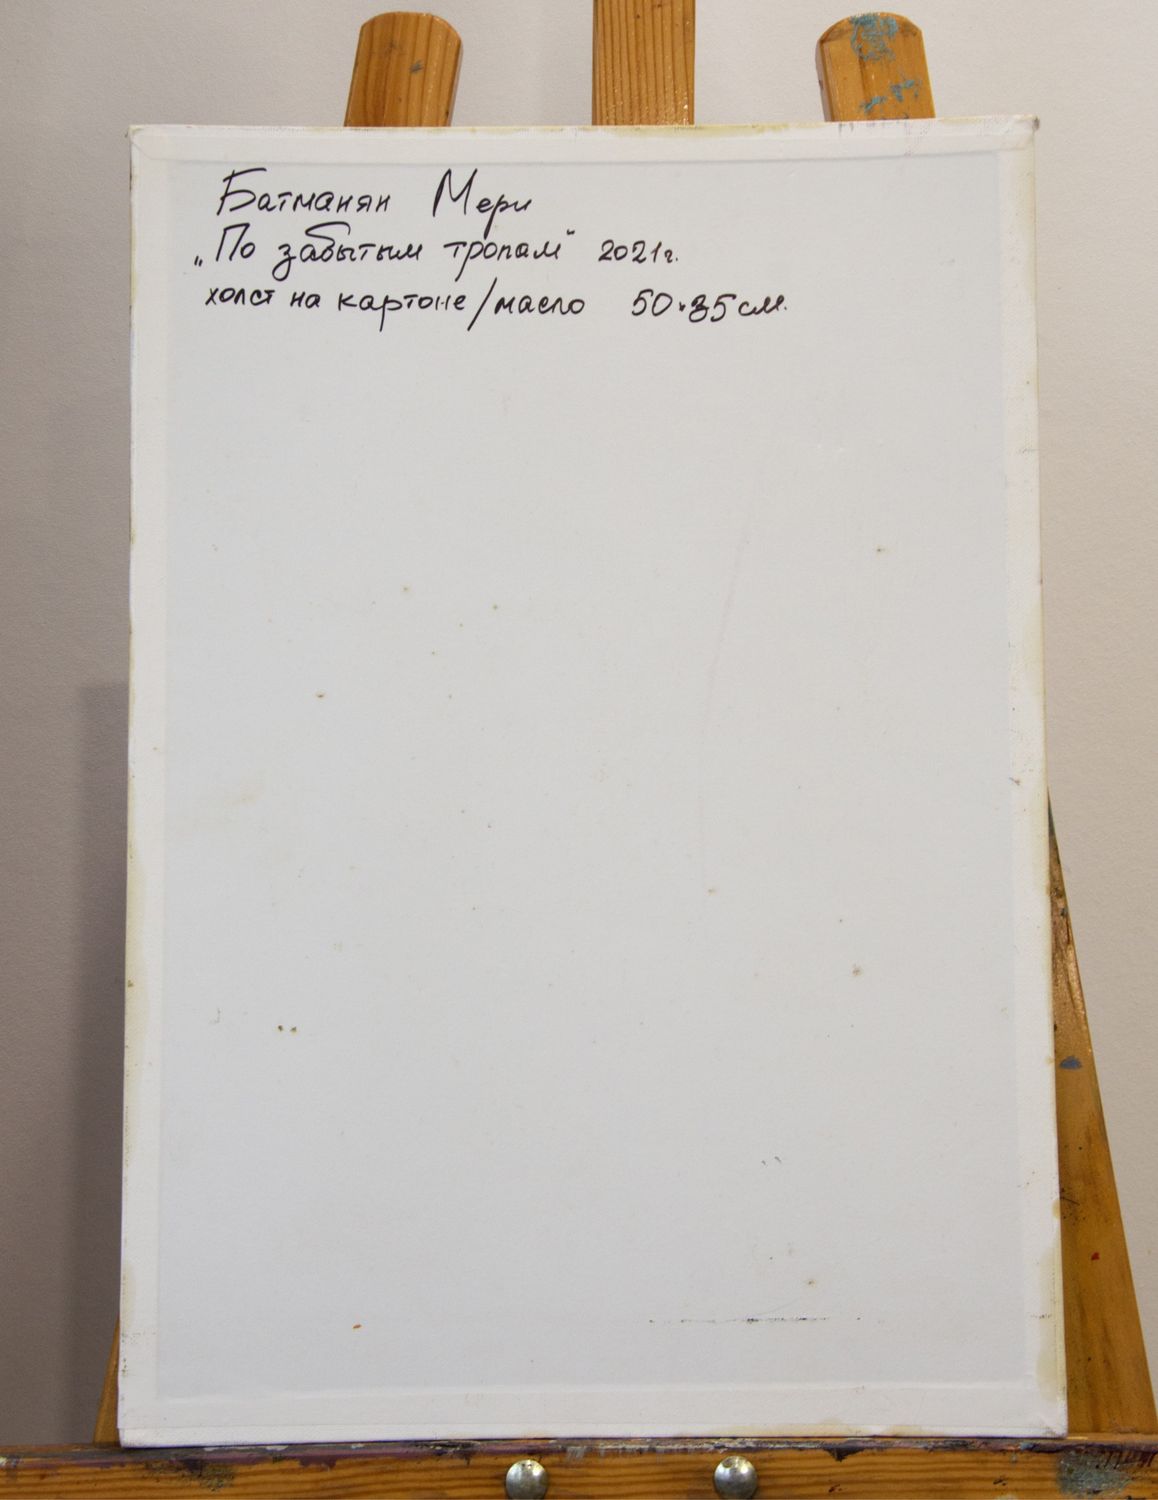 Батманян Мери
„По забытым тропам” 2021г.
холст на картоне/масло 50×35см.